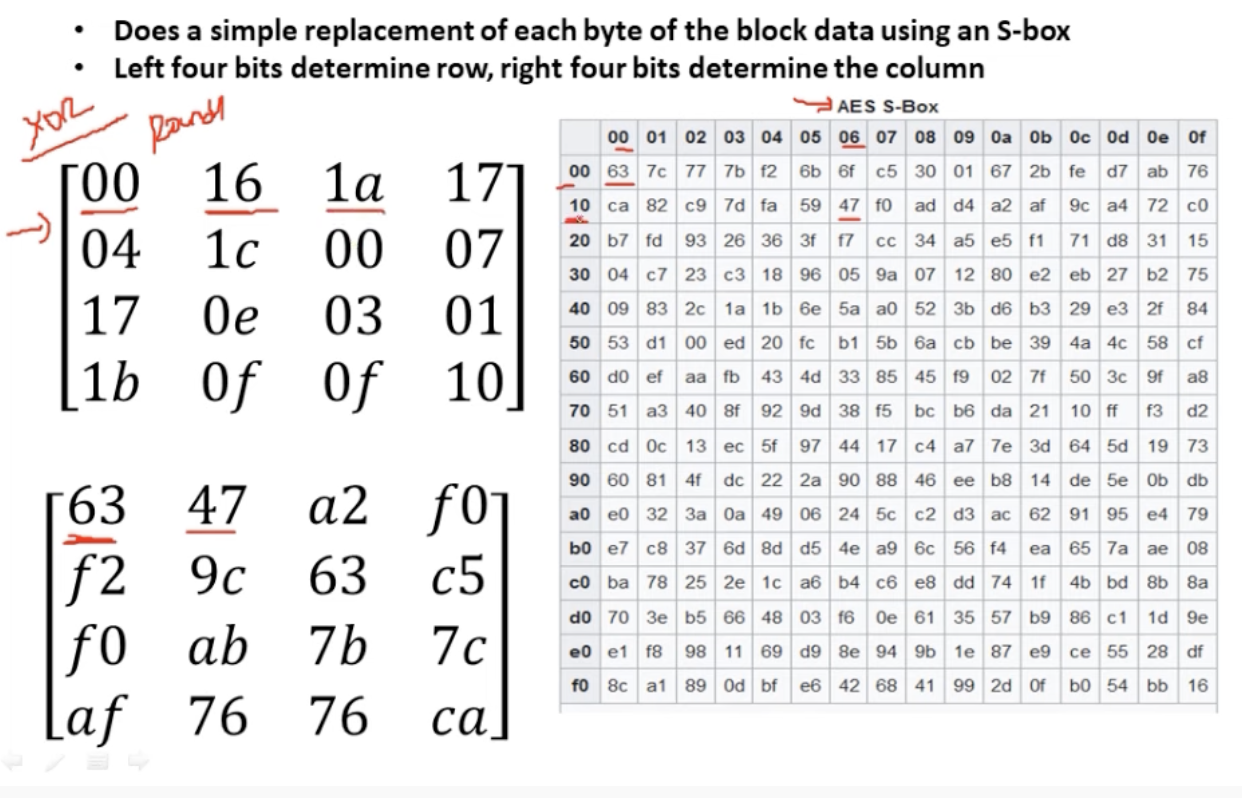 • Does a simple replacement of each byte of the block data using an S-box
• Left four bits determine row, right four bits determine the column
XOR Round1
AES S-Box
00 16 1a 17
04 1c 00 07
17 0e 03 01
1b 0f 0f 10
63 47 a2 f0
f2 9c 63 c5
f0 ab 7b 7c
af 76 76 ca
00 01 02 03 04 05 06 07 08 09 0a 0b 0c 0d 0e 0f
00 63 7c 77 7b f2 6b 6f c5 30 01 67 2b fe d7 ab 76
10 ca 82 c9 7d fa 59 47 f0 ad d4 a2 af 9c a4 72 c0
20 b7 fd 93 26 36 3f f7 cc 34 a5 e5 f1 71 d8 31 15
30 04 c7 23 c3 18 96 05 9a 07 12 80 e2 eb 27 b2 75
40 09 83 2c 1a 1b 6e 5a a0 52 3b d6 b3 29 e3 2f 84
50 53 d1 00 ed 20 fc b1 5b 6a cb be 39 4a 4c 58 cf
60 d0 ef aa fb 43 4d 33 85 45 f9 02 7f 50 3c 9f a8
70 51 a3 40 8f 92 9d 38 f5 bc b6 da 21 10 ff f3 d2
80 cd 0c 13 ec 5f 97 44 17 c4 a7 7e 3d 64 5d 19 73
90 60 81 4f dc 22 2a 90 88 46 ee b8 14 de 5e 0b db
a0 e0 32 3a 0a 49 06 24 5c c2 d3 ac 62 91 95 e4 79
b0 e7 c8 37 6d 8d d5 4e a9 6c 56 f4 ea 65 7a ae 08
c0 ba 78 25 2e 1c a6 b4 c6 e8 dd 74 1f 4b bd 8b 8a
d0 70 3e b5 66 48 03 f6 0e 61 35 57 b9 86 c1 1d 9e
e0 e1 f8 98 11 69 d9 8e 94 9b 1e 87 e9 ce 55 28 df
f0 8c a1 89 0d bf e6 42 68 41 99 2d 0f b0 54 bb 16